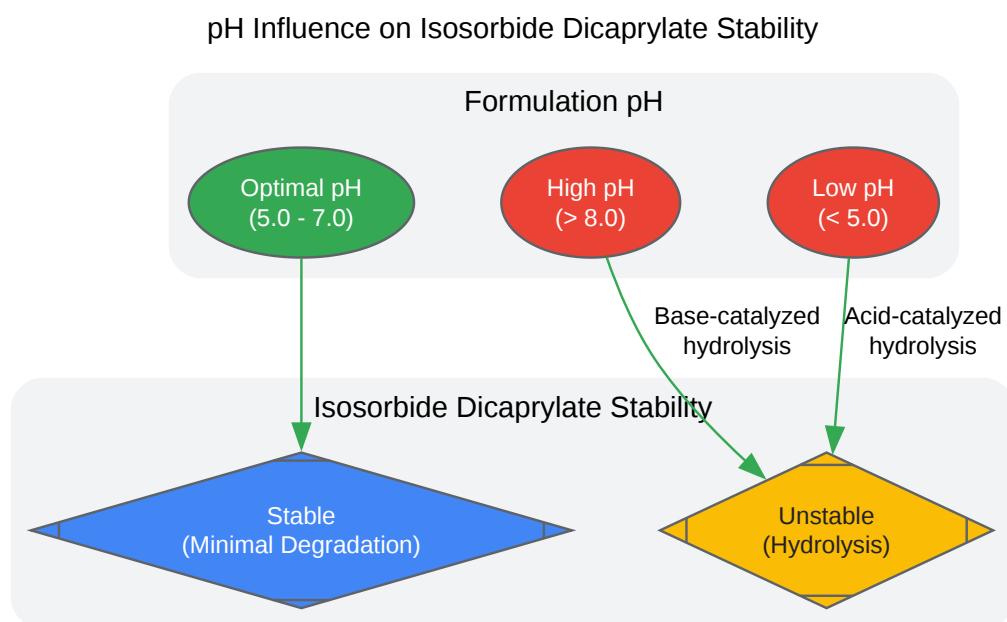 pH Influence on Isosorbide Dicaprylate Stability
Formulation pH
Optimal pH
(5.0 - 7.0)
High pH
(> 8.0)
Low pH
(< 5.0)
Base-catalyzed
hydrolysis
Acid-catalyzed
hydrolysis
Isosorbide Dicaprylate Stability
Stable
(Minimal Degradation)
Unstable
(Hydrolysis)